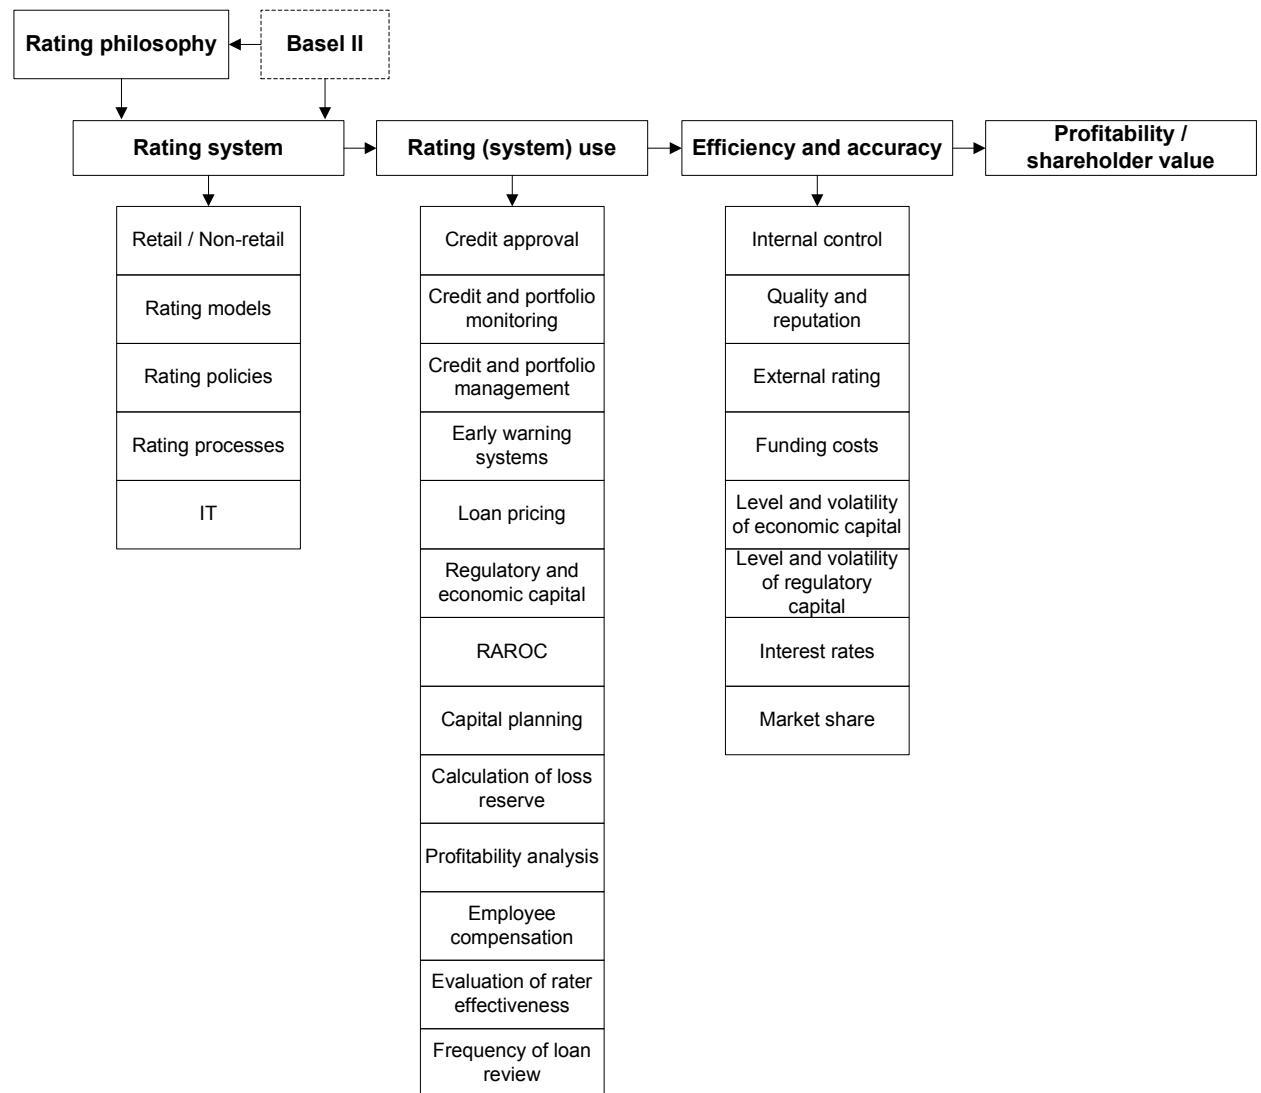 Rating philosophy
Basel II
Rating system
Rating (system) use
Efficiency and accuracy
Profitability /
shareholder value
Retail / Non-retail
Rating models
Rating policies
Rating processes
IT
Credit approval
Credit and portfolio
monitoring
Credit and portfolio
management
Early warning
systems
Loan pricing
Regulatory and
economic capital
RAROC
Capital planning
Calculation of loss
reserve
Profitability analysis
Employee
compensation
Evaluation of rater
effectiveness
Frequency of loan
review
Internal control
Quality and
reputation
External rating
Funding costs
Level and volatility
of economic capital
Level and volatility
of regulatory
capital
Interest rates
Market share